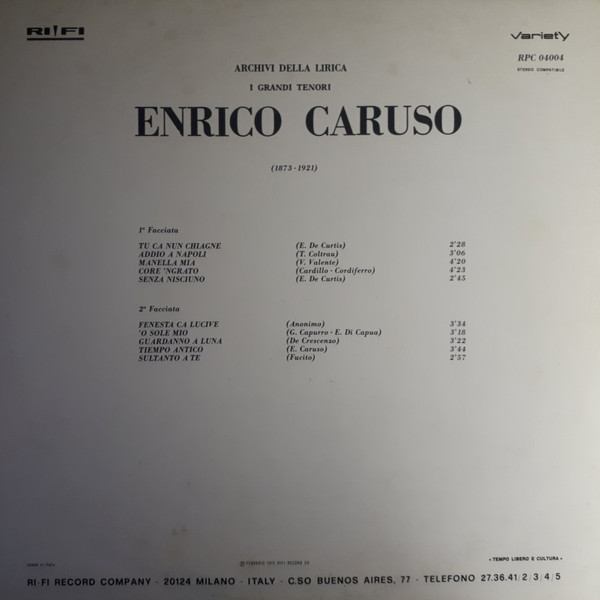 RI-FI
Variety
RPC 04004
STEREO COMPATIBILE
ARCHIVI DELLA LIRICA
I GRANDI TENORI
ENRICO CARUSO
(1873 - 1921)
1ª Facciata
TU CA NUN CHIAGNE (E. De Curtis) 2'28
ADDIO A NAPOLI (T. Coltrau) 3'06
MANELLA MIA (V. Valente) 4'20
CORE 'NGRATO (Cardillo - Cordiferro) 4'23
SENZA NISCIUNO (E. De Curtis) 2'45
2ª Facciata
FENESTA CA LUCIVE (Anonimo) 3'34
'O SOLE MIO (G. Capurro - E. Di Capua) 3'18
GUARDANNO A LUNA (De Crescenzo) 3'22
TIEMPO ANTICO (E. Caruso) 3'44
SULTANTO A TE (Fucito) 2'57
« TEMPO LIBERO E CULTURA »
RI-FI RECORD COMPANY - 20124 MILANO - ITALY - C.SO BUENOS AIRES, 77 - TELEFONO 27.36.41/2/3/4/5